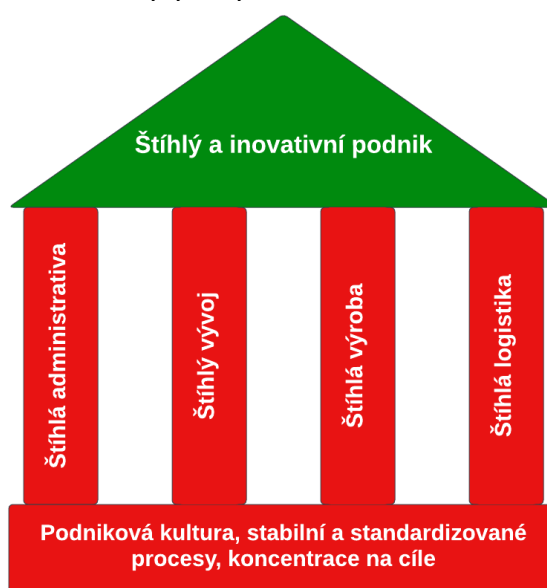 Štíhlý a inovativní podnik
Štíhlá administrativa
Štíhlý vývoj
Štíhlá výroba
Štíhlá logistika
Podniková kultura, stabilní a standardizované
procesy, koncentrace na cíle